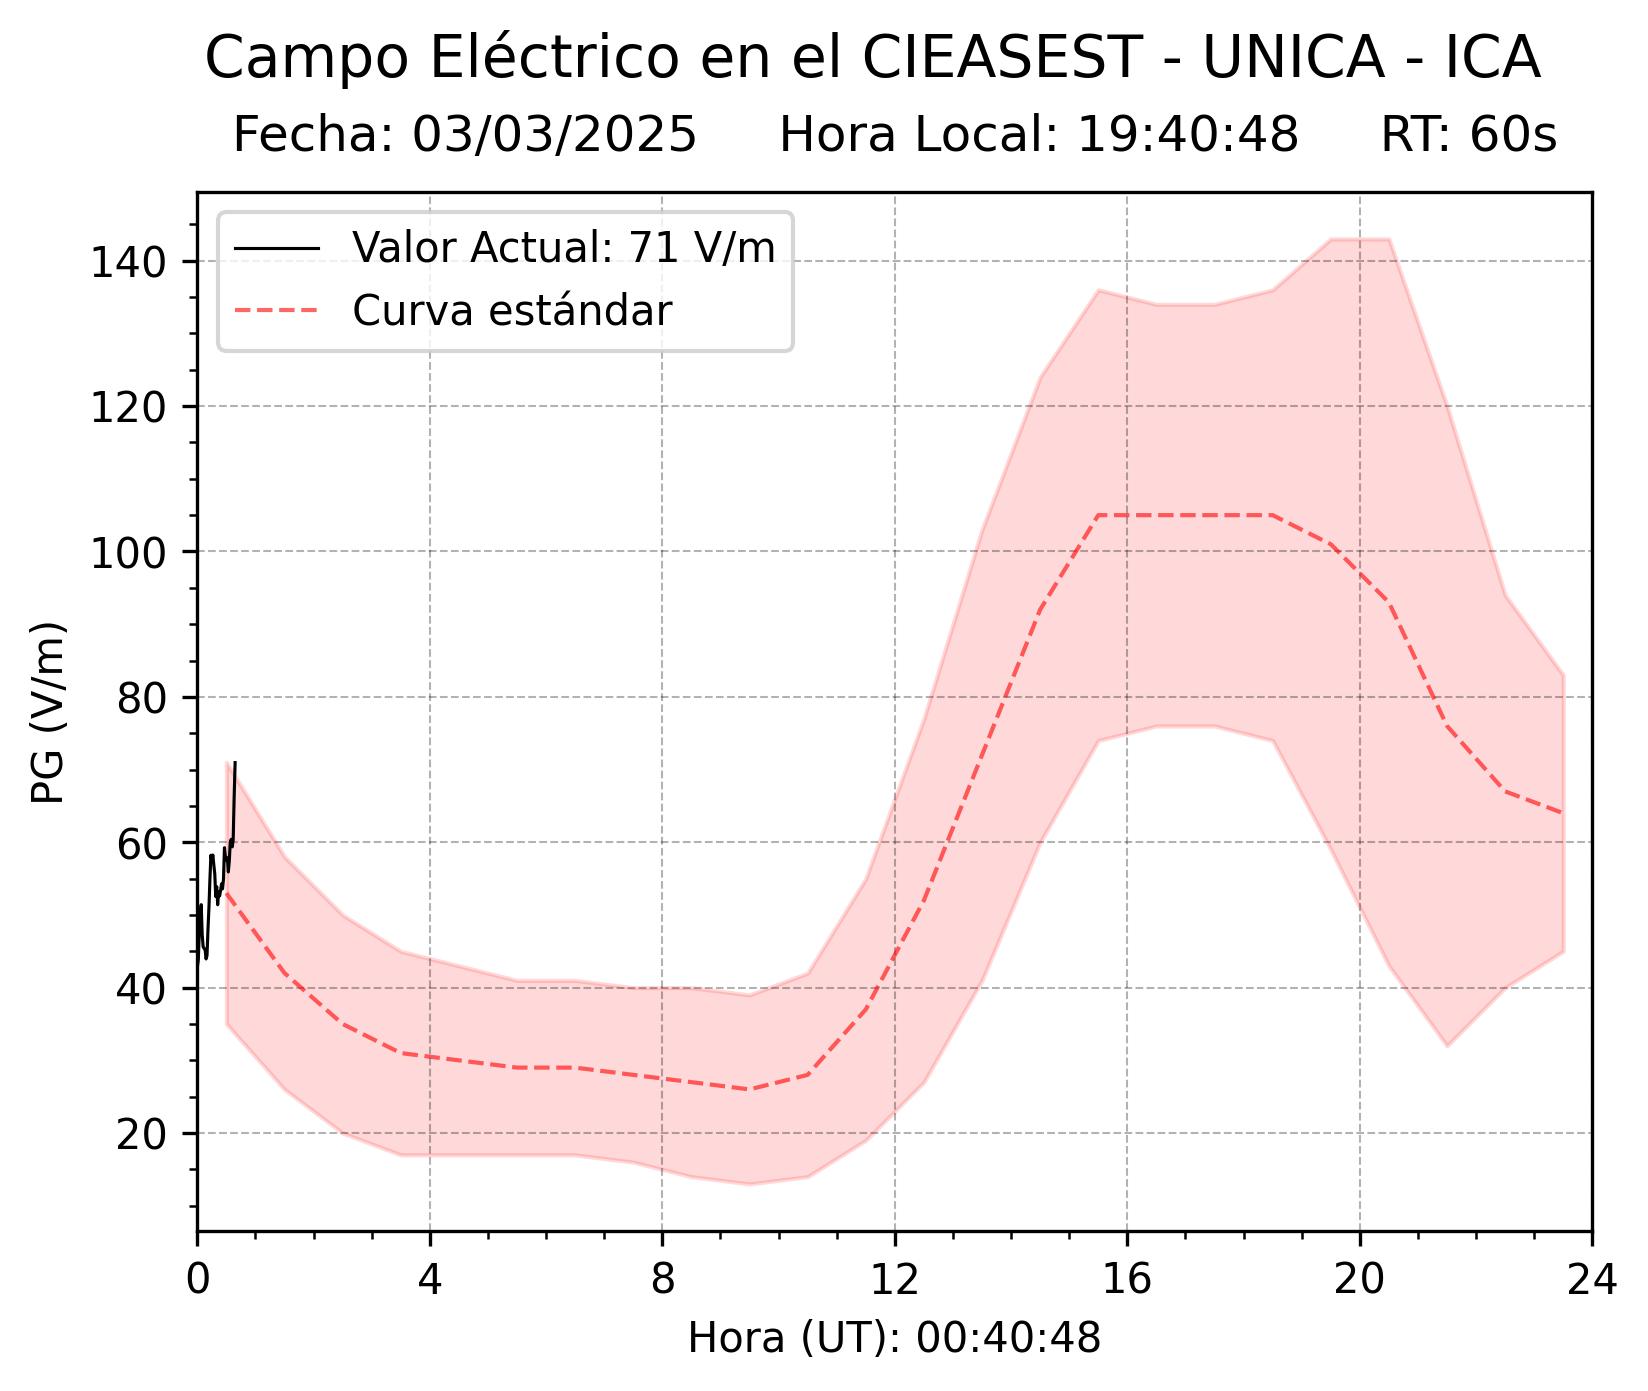 Campo Eléctrico en el CIEASEST - UNICA - ICA
Fecha: 03/03/2025 Hora Local: 19:40:48 RT: 60s
Valor Actual: 71 V/m
Curva estándar
140
120
100
80
60
40
20
PG (V/m)
0 4 8 12 16 20 24
Hora (UT): 00:40:48